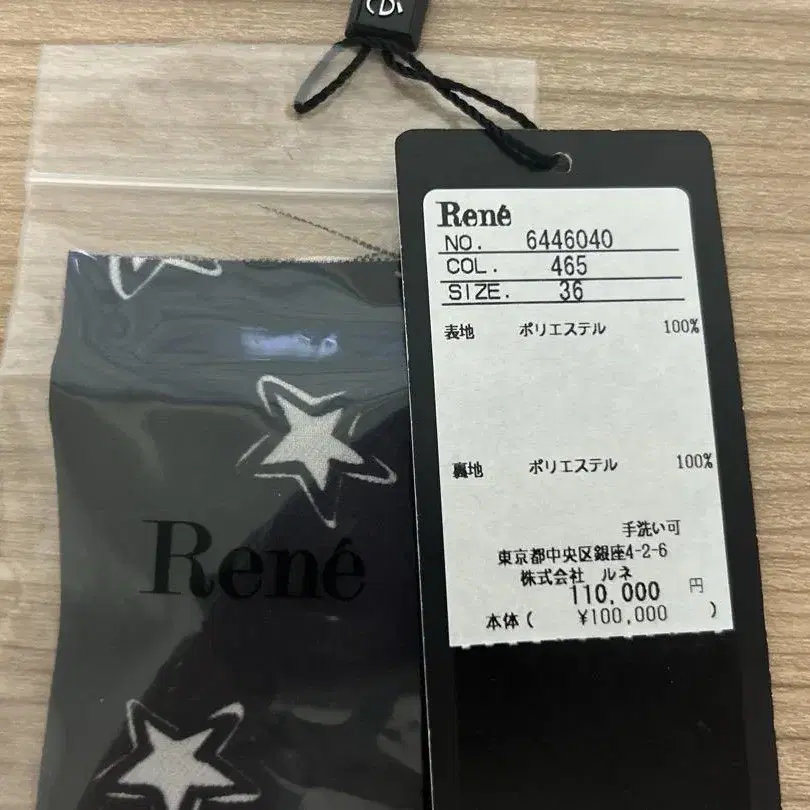 René
NO. 6446040
COL. 465
SIZE. 36
表地 ポリエステル 100%
裏地 ポリエステル 100%
手洗い可
東京都中央区銀座4-2-6
株式会社 ルネ
110,000 円
本体( ¥100,000 )
René